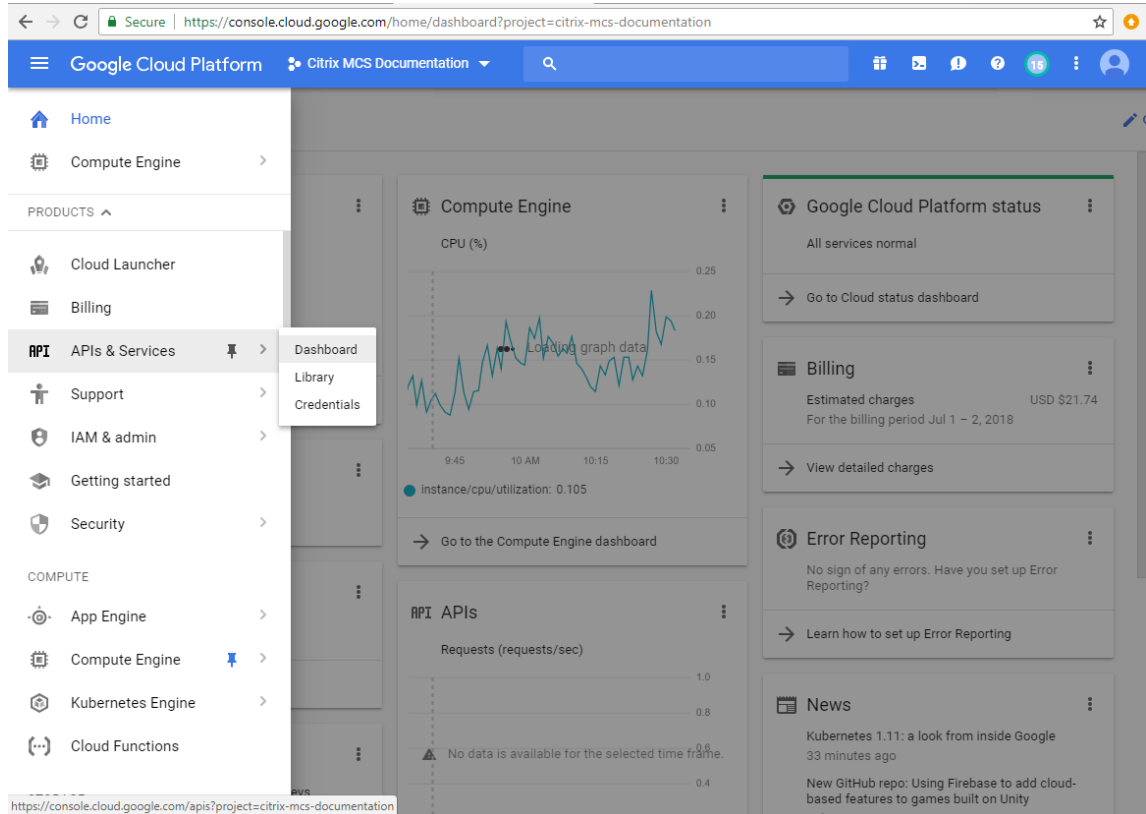 Secure | https://console.cloud.google.com/home/dashboard?project=citrix-mcs-documentation
Google Cloud Platform
Citrix MCS Documentation
15
Home
Compute Engine
PRODUCTS
Cloud Launcher
Billing
API APIs & Services
Support
IAM & admin
Getting started
Security
COMPUTE
App Engine
Compute Engine
Kubernetes Engine
Cloud Functions
https://console.cloud.google.com/apis?project=citrix-mcs-documentation
Dashboard
Library
Credentials
Compute Engine
CPU (%)
0.25
0.20
Loading graph data
0.15
0.10
0.05
9:45 10 AM 10:15 10:30
instance/cpu/utilization: 0.105
Go to the Compute Engine dashboard
API APIs
Requests (requests/sec)
1.0
0.8
No data is available for the selected time frame.
0.6
0.4
Google Cloud Platform status
All services normal
Go to Cloud status dashboard
Billing
Estimated charges USD $21.74
For the billing period Jul 1 – 2, 2018
View detailed charges
Error Reporting
No sign of any errors. Have you set up Error
Reporting?
Learn how to set up Error Reporting
News
Kubernetes 1.11: a look from inside Google
33 minutes ago
New GitHub repo: Using Firebase to add cloud-
based features to games built on Unity